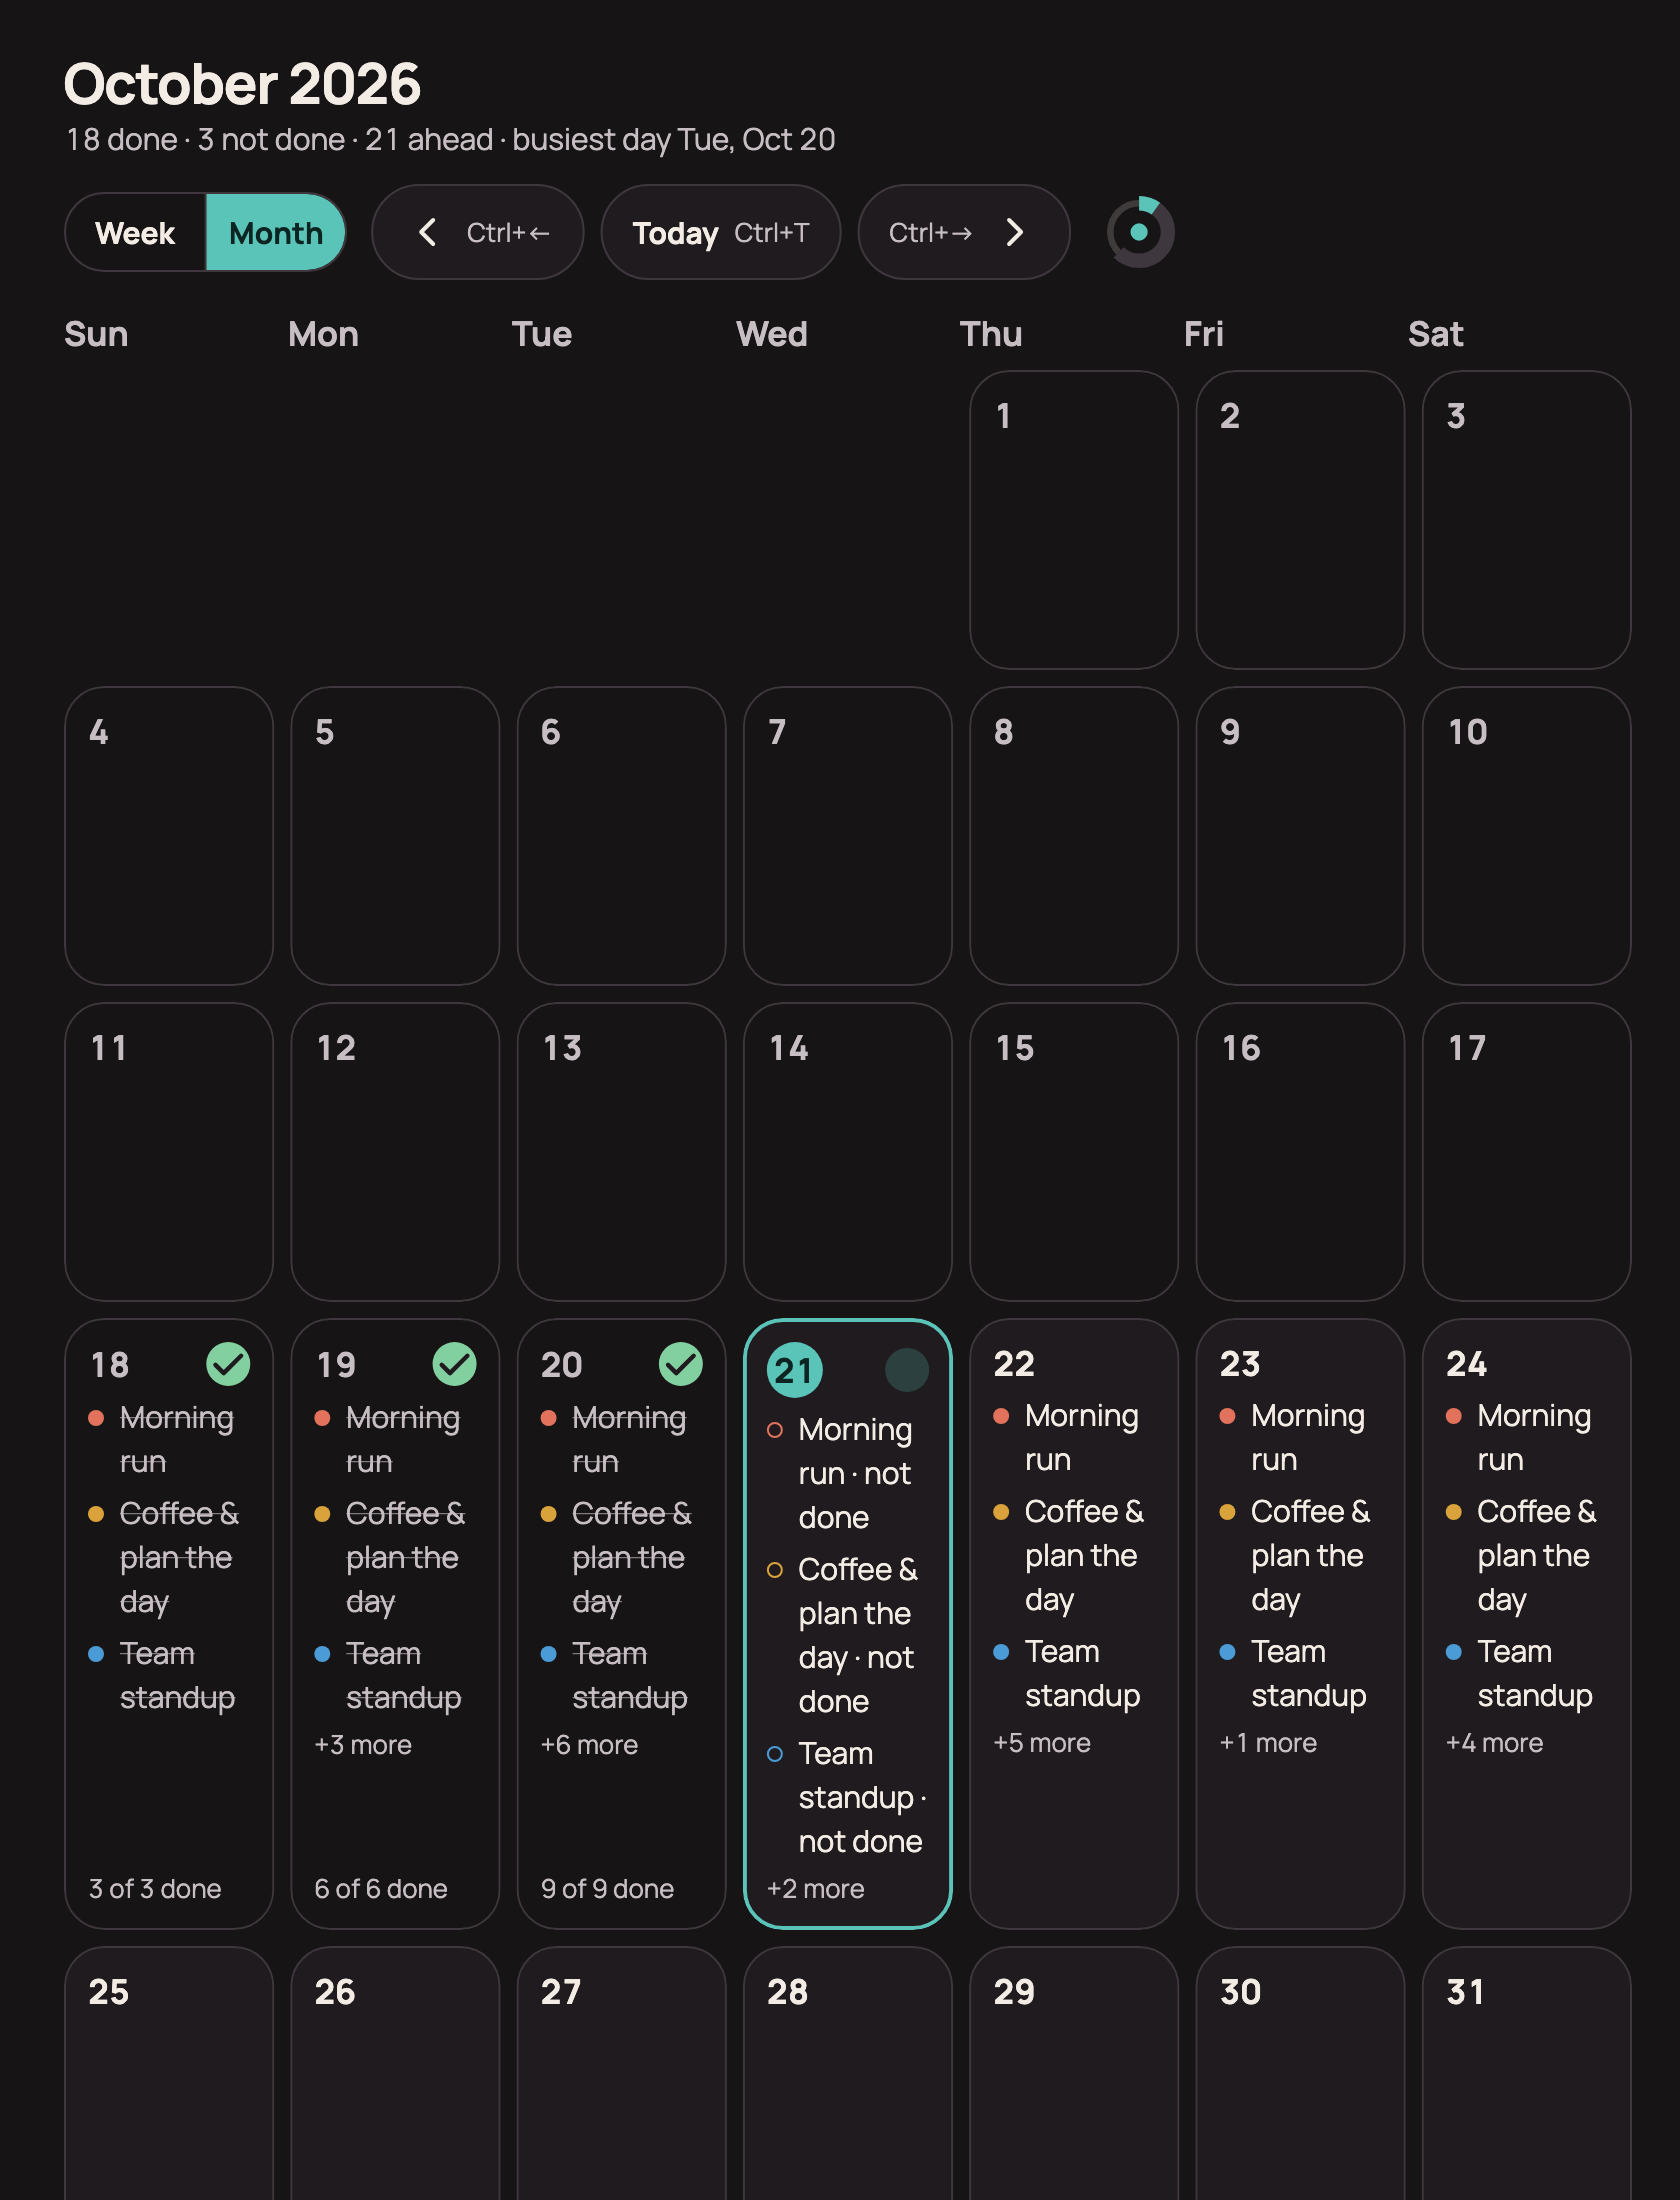 October 2026
18 done · 3 not done · 21 ahead · busiest day Tue, Oct 20
Week
Month
Ctrl+←
Today Ctrl+T
Ctrl+→
Sun Mon Tue Wed Thu Fri Sat
1 2 3
4 5 6 7 8 9 10
11 12 13 14 15 16 17
18
Morning
run
Coffee &
plan the
day
Team
standup
3 of 3 done
19
Morning
run
Coffee &
plan the
day
Team
standup
+3 more
6 of 6 done
20
Morning
run
Coffee &
plan the
day
Team
standup
+6 more
9 of 9 done
21
Morning
run · not
done
Coffee &
plan the
day · not
done
Team
standup ·
not done
+2 more
22
Morning
run
Coffee &
plan the
day
Team
standup
+5 more
23
Morning
run
Coffee &
plan the
day
Team
standup
+1 more
24
Morning
run
Coffee &
plan the
day
Team
standup
+4 more
25 26 27 28 29 30 31